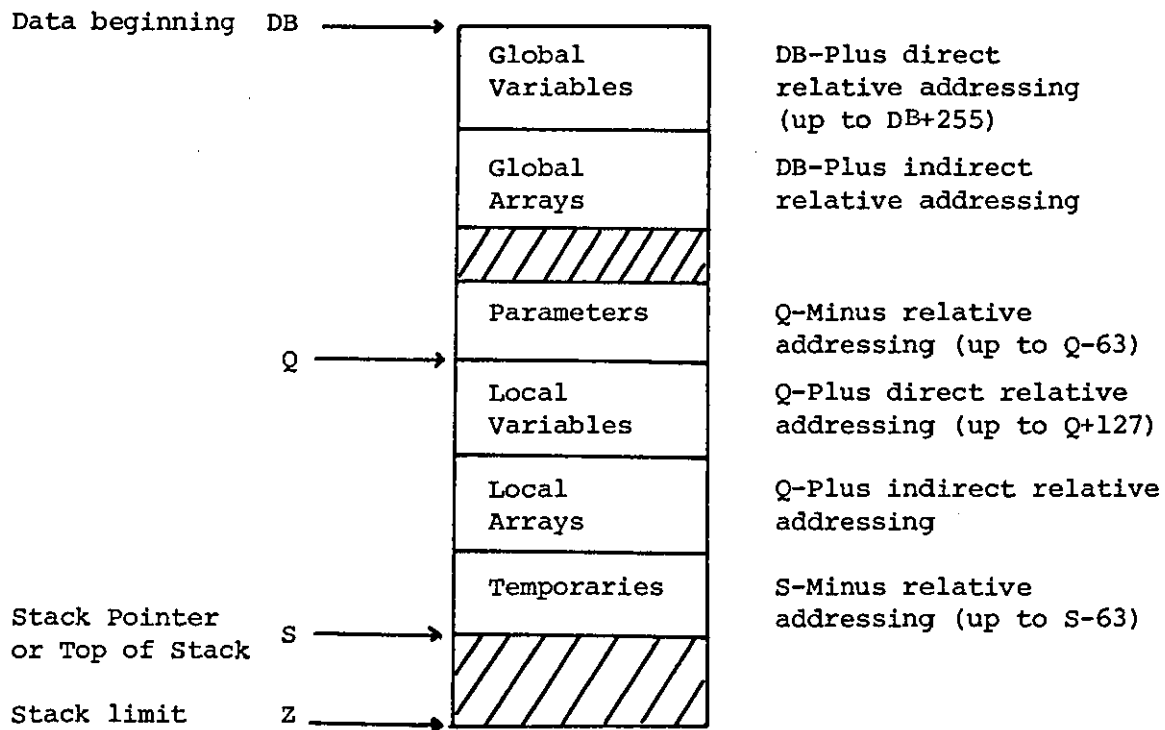 Data beginning DB
Global
Variables
DB-Plus direct
relative addressing
(up to DB+255)
Global
Arrays
DB-Plus indirect
relative addressing
Parameters
Q-Minus relative
addressing (up to Q-63)
Q
Local
Variables
Q-Plus direct relative
addressing (up to Q+127)
Local
Arrays
Q-Plus indirect relative
addressing
Temporaries
S-Minus relative
addressing (up to S-63)
Stack Pointer
or Top of Stack S
Stack limit Z